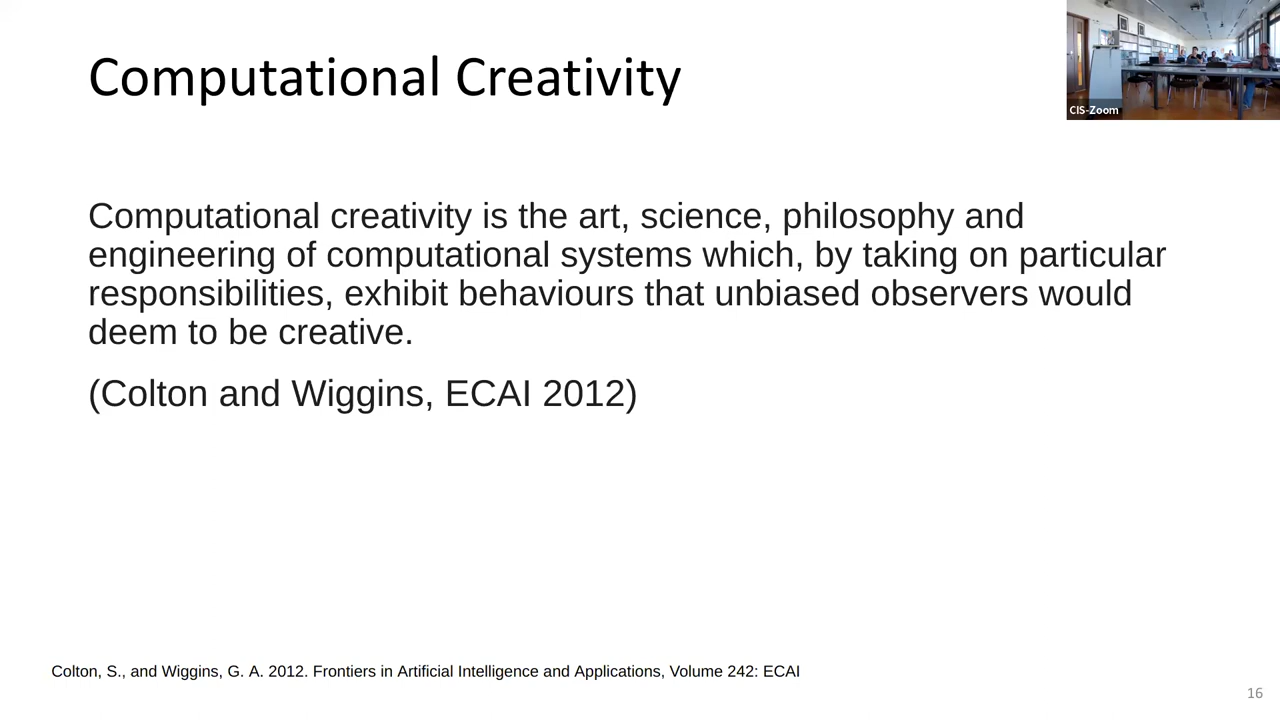 Computational Creativity
CIS-Zoom
Computational creativity is the art, science, philosophy and
engineering of computational systems which, by taking on particular
responsibilities, exhibit behaviours that unbiased observers would
deem to be creative.
(Colton and Wiggins, ECAI 2012)
Colton, S., and Wiggins, G. A. 2012. Frontiers in Artificial Intelligence and Applications, Volume 242: ECAI
16